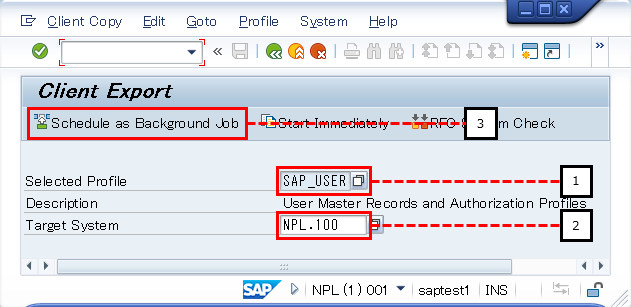 Client Copy Edit Goto Profile System Help
Client Export
Schedule as Background Job Start Immediately RFC m Check
3
Selected Profile SAP_USER 1
Description User Master Records and Authorization Profiles
Target System NPL.100 2
SAP NPL (1) 001 saptest1 INS